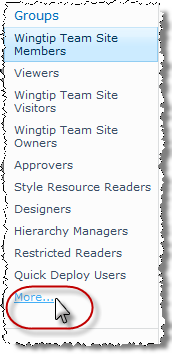 Groups
Wingtip Team Site
Members
Viewers
Wingtip Team Site
Visitors
Wingtip Team Site
Owners
Approvers
Style Resource Readers
Designers
Hierarchy Managers
Restricted Readers
Quick Deploy Users
More...